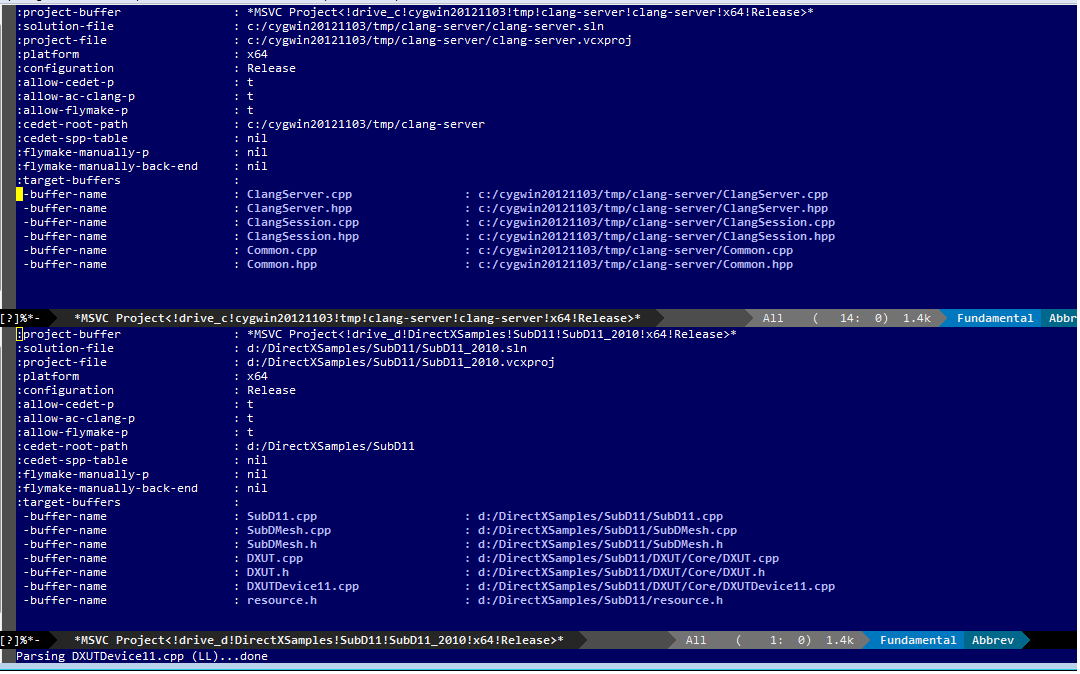 :project-buffer : *MSVC Project<!drive_c!cygwin20121103!tmp!clang-server!clang-server!x64!Release>*
:solution-file : c:/cygwin20121103/tmp/clang-server/clang-server.sln
:project-file : c:/cygwin20121103/tmp/clang-server/clang-server.vcxproj
:platform : x64
:configuration : Release
:allow-cedet-p : t
:allow-ac-clang-p : t
:allow-flymake-p : t
:cedet-root-path : c:/cygwin20121103/tmp/clang-server
:cedet-spp-table : nil
:flymake-manually-p : nil
:flymake-manually-back-end : nil
:target-buffers :
-buffer-name : ClangServer.cpp : c:/cygwin20121103/tmp/clang-server/ClangServer.cpp
-buffer-name : ClangServer.hpp : c:/cygwin20121103/tmp/clang-server/ClangServer.hpp
-buffer-name : ClangSession.cpp : c:/cygwin20121103/tmp/clang-server/ClangSession.cpp
-buffer-name : ClangSession.hpp : c:/cygwin20121103/tmp/clang-server/ClangSession.hpp
-buffer-name : Common.cpp : c:/cygwin20121103/tmp/clang-server/Common.cpp
-buffer-name : Common.hpp : c:/cygwin20121103/tmp/clang-server/Common.hpp
[?]%*- *MSVC Project<!drive_c!cygwin20121103!tmp!clang-server!clang-server!x64!Release>* All ( 14: 0) 1.4k Fundamental Abbr
:project-buffer : *MSVC Project<!drive_d!DirectXSamples!SubD11!SubD11_2010!x64!Release>*
:solution-file : d:/DirectXSamples/SubD11/SubD11_2010.sln
:project-file : d:/DirectXSamples/SubD11/SubD11_2010.vcxproj
:platform : x64
:configuration : Release
:allow-cedet-p : t
:allow-ac-clang-p : t
:allow-flymake-p : t
:cedet-root-path : d:/DirectXSamples/SubD11
:cedet-spp-table : nil
:flymake-manually-p : nil
:flymake-manually-back-end : nil
:target-buffers :
-buffer-name : SubD11.cpp : d:/DirectXSamples/SubD11/SubD11.cpp
-buffer-name : SubDMesh.cpp : d:/DirectXSamples/SubD11/SubDMesh.cpp
-buffer-name : SubDMesh.h : d:/DirectXSamples/SubD11/SubDMesh.h
-buffer-name : DXUT.cpp : d:/DirectXSamples/SubD11/DXUT/Core/DXUT.cpp
-buffer-name : DXUT.h : d:/DirectXSamples/SubD11/DXUT/Core/DXUT.h
-buffer-name : DXUTDevice11.cpp : d:/DirectXSamples/SubD11/DXUT/Core/DXUTDevice11.cpp
-buffer-name : resource.h : d:/DirectXSamples/SubD11/resource.h
[?]%*- *MSVC Project<!drive_d!DirectXSamples!SubD11!SubD11_2010!x64!Release>* All ( 1: 0) 1.4k Fundamental Abbrev
Parsing DXUTDevice11.cpp (LL)...done